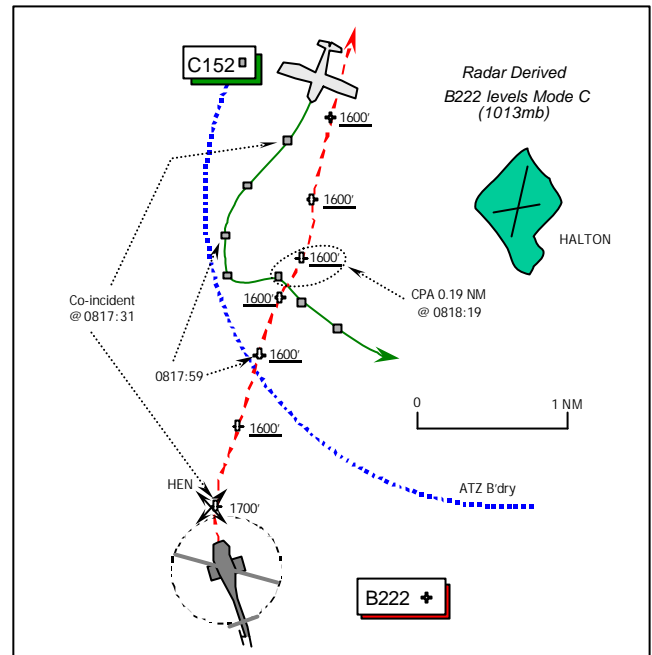 C152
Radar Derived
B222 levels Mode C
(1013mb)
1600'
1600'
HALTON
1600'
Co-incident
@ 0817:31
1600'
CPA 0.19 NM
@ 0818:19
1600'
0817:59
0
1 NM
1600'
HEN
1700'
ATZ B'dry
B222